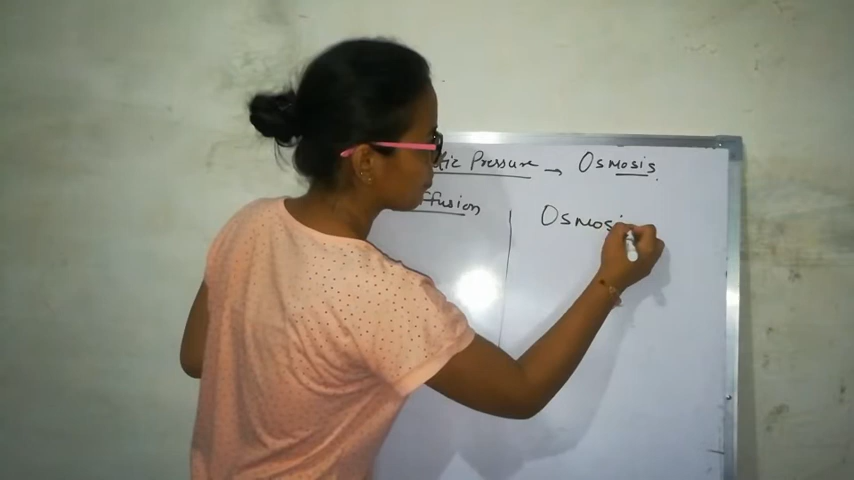 tic Pressure → Osmosis.
ffusion
Osmosi